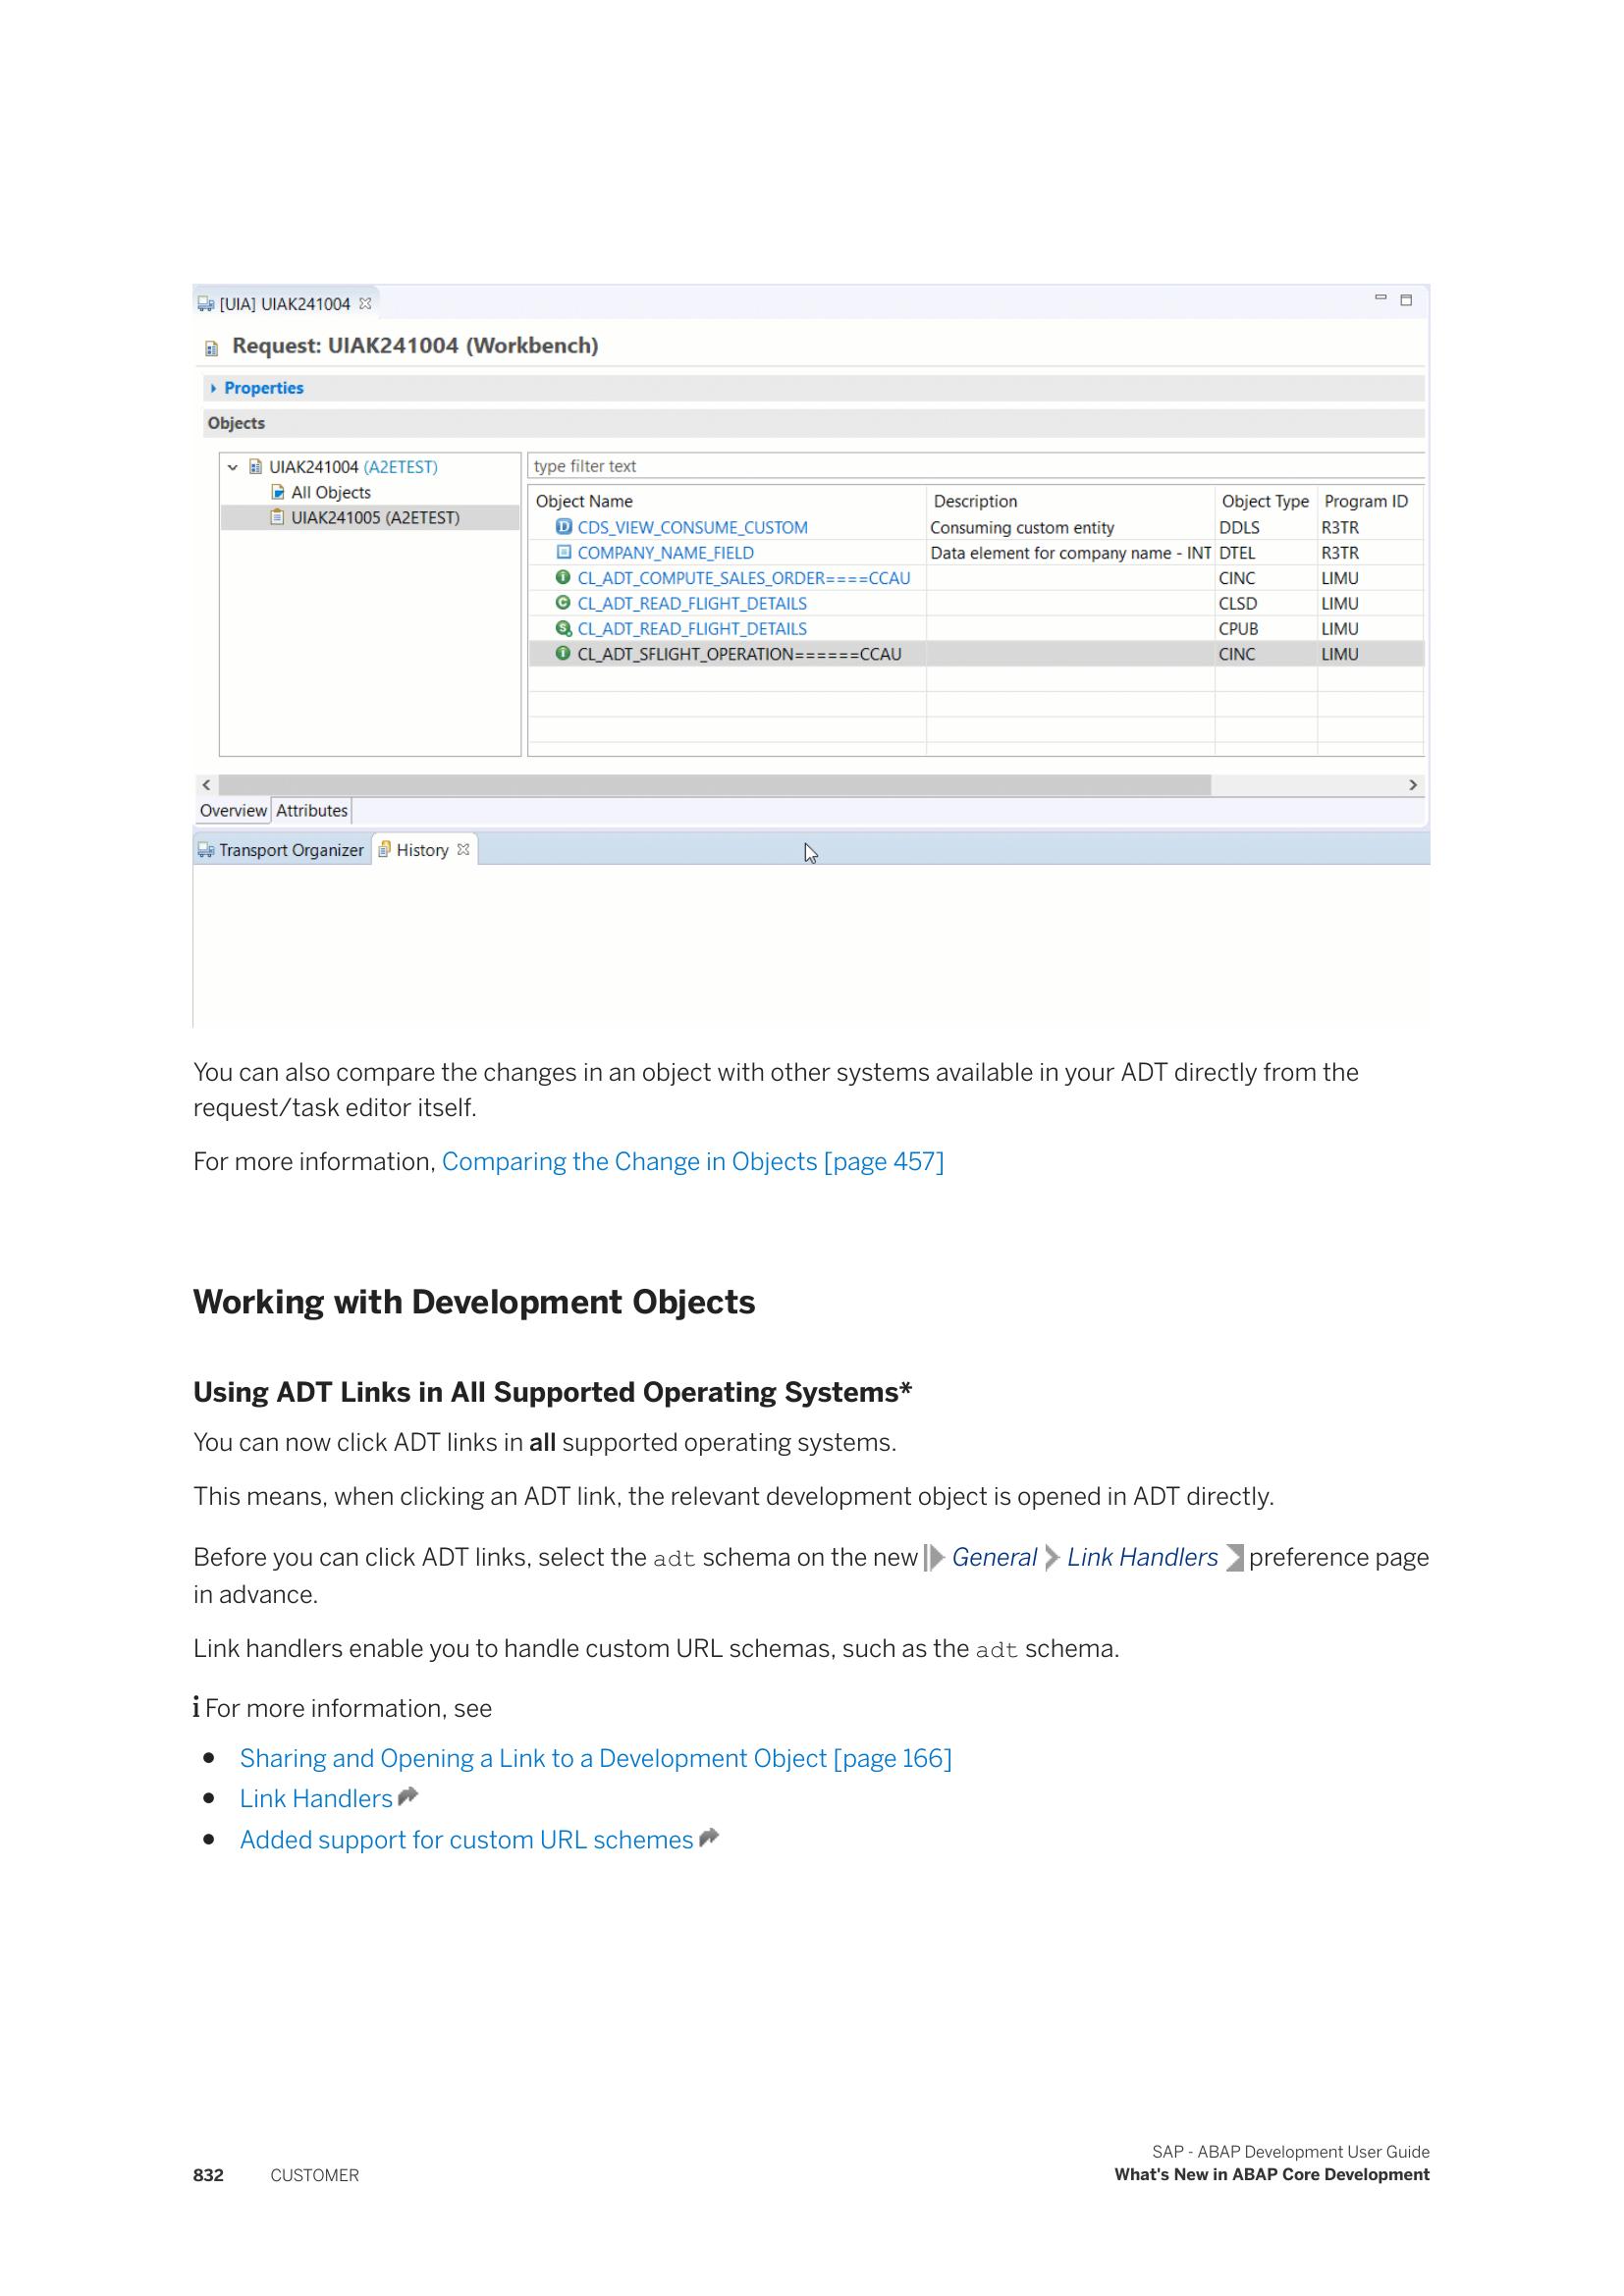 [UIA] UIAK241004
Request: UIAK241004 (Workbench)
Properties
Objects
UIAK241004 (A2ETEST)
All Objects
UIAK241005 (A2ETEST)
type filter text
Object Name Description Object Type Program ID
CDS_VIEW_CONSUME_CUSTOM Consuming custom entity DDLS R3TR
COMPANY_NAME_FIELD Data element for company name - INT DTEL R3TR
CL_ADT_COMPUTE_SALES_ORDER====CCAU CINC LIMU
CL_ADT_READ_FLIGHT_DETAILS CLSD LIMU
CL_ADT_READ_FLIGHT_DETAILS CPUB LIMU
CL_ADT_SFLIGHT_OPERATION======CCAU CINC LIMU
Overview Attributes
Transport Organizer History
You can also compare the changes in an object with other systems available in your ADT directly from the
request/task editor itself.
For more information, Comparing the Change in Objects [page 457]
Working with Development Objects
Using ADT Links in All Supported Operating Systems*
You can now click ADT links in all supported operating systems.
This means, when clicking an ADT link, the relevant development object is opened in ADT directly.
Before you can click ADT links, select the adt schema on the new General Link Handlers preference page
in advance.
Link handlers enable you to handle custom URL schemas, such as the adt schema.
i For more information, see
• Sharing and Opening a Link to a Development Object [page 166]
• Link Handlers
• Added support for custom URL schemes
SAP - ABAP Development User Guide
832 CUSTOMER What's New in ABAP Core Development